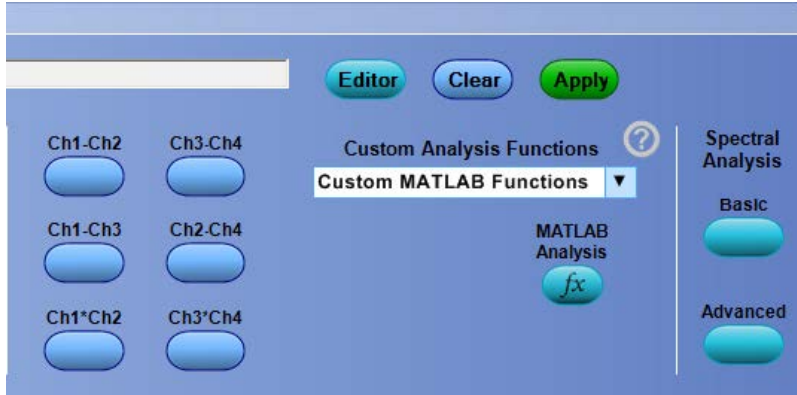 Editor Clear Apply
Ch1-Ch2 Ch3-Ch4 Custom Analysis Functions ? Spectral
Analysis
Custom MATLAB Functions ▼
Basic
Ch1-Ch3 Ch2-Ch4 MATLAB
Analysis
fx
Ch1*Ch2 Ch3*Ch4 Advanced